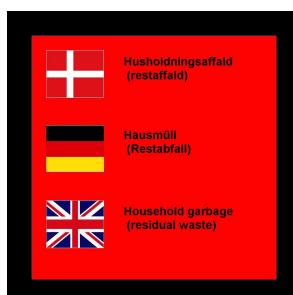 Husholdningsaffald
(restaffald)
Hausmüll
(Restabfall)
Household garbage
(residual waste)